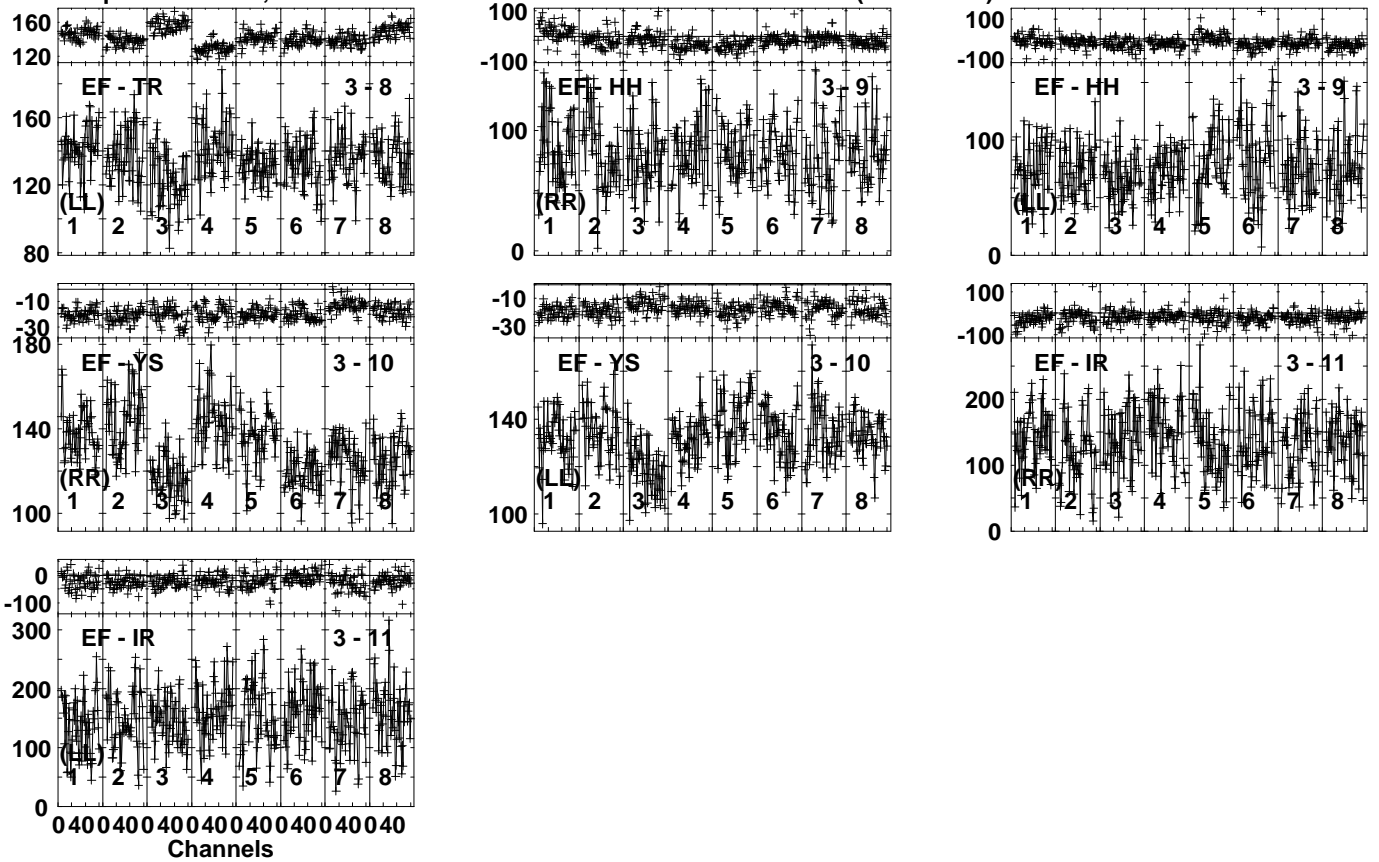 160
120
EF - TR 3 - 8
160
120
(LL)
1 2 3 4 5 6 7 8
80
100
-100
EF - HH 3 - 9
100
(RR)
1 2 3 4 5 6 7 8
0
100
-100
EF - HH 3 - 9
100
(LL)
1 2 3 4 5 6 7 8
0
-10
-30
180
EF - YS 3 - 10
140
(RR)
1 2 3 4 5 6 7 8
100
-10
-30
EF - YS 3 - 10
140
(LL)
1 2 3 4 5 6 7 8
100
100
-100
EF - IR 3 - 11
200
100
(RR)
1 2 3 4 5 6 7 8
0
0
-100
300
EF - IR 3 - 11
200
100
(LL)
1 2 3 4 5 6 7 8
0
0 40 0 40 0 40 0 40 0 40 0 40 0 40 0 40
Channels